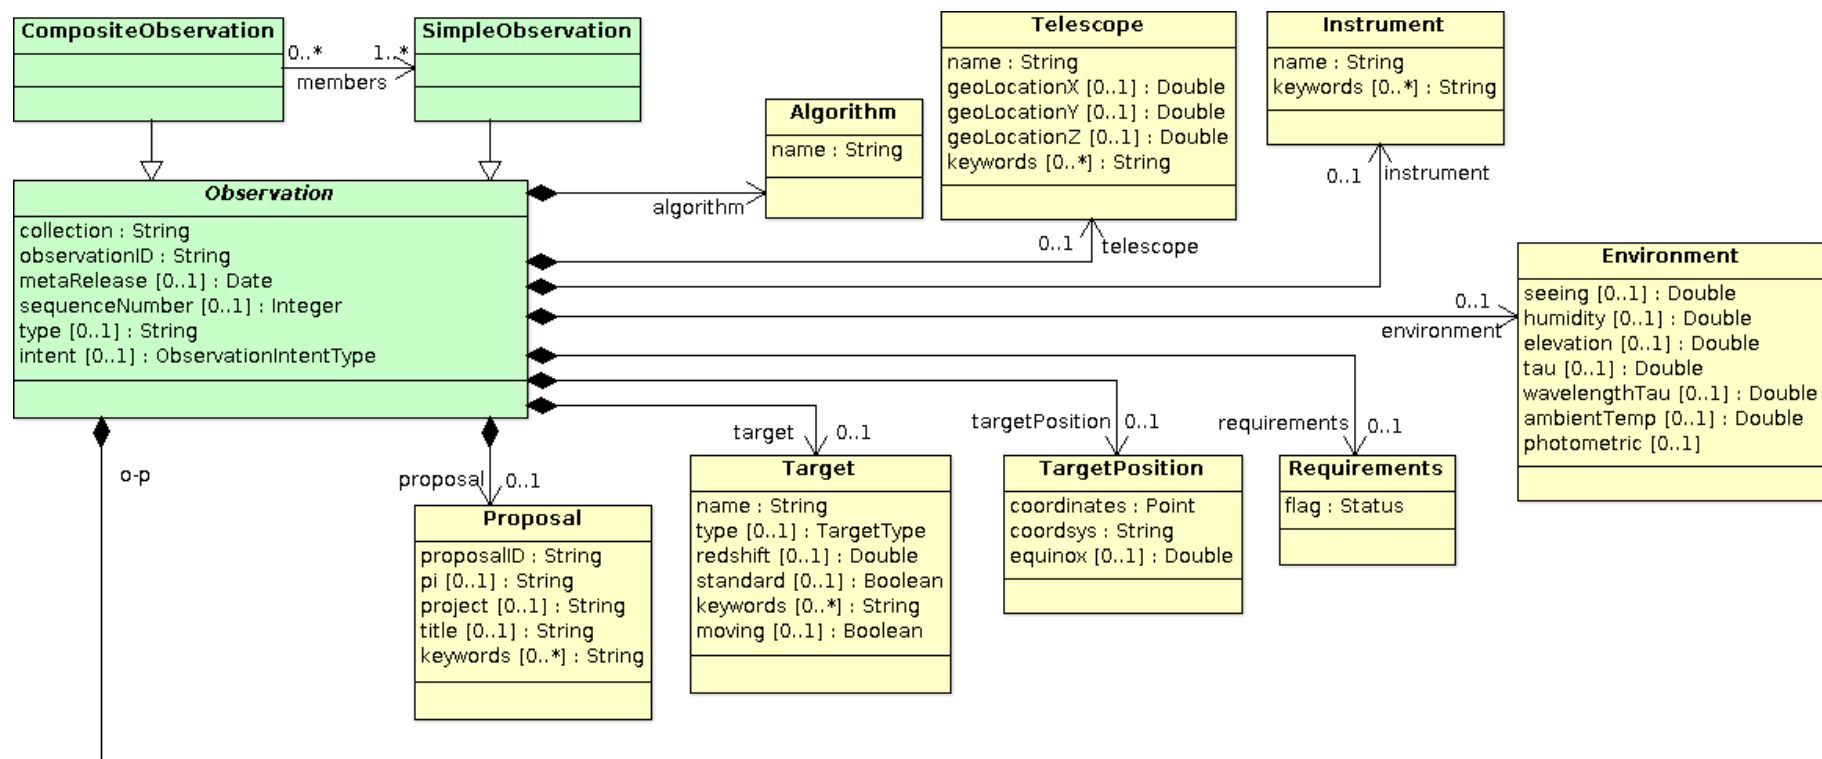 CompositeObservation
0..*
1..*
members
SimpleObservation
Algorithm
name : String
Telescope
name : String
geoLocationX [0..1] : Double
geoLocationY [0..1] : Double
geoLocationZ [0..1] : Double
keywords [0..*] : String
Instrument
name : String
keywords [0..*] : String
Observation
collection : String
observationID : String
metaRelease [0..1] : Date
sequenceNumber [0..1] : Integer
type [0..1] : String
intent [0..1] : ObservationIntentType
algorithm
0..1
telescope
0..1
instrument
0..1
environment
Environment
seeing [0..1] : Double
humidity [0..1] : Double
elevation [0..1] : Double
tau [0..1] : Double
wavelengthTau [0..1] : Double
ambientTemp [0..1] : Double
photometric [0..1]
o-p
proposal
0..1
target
0..1
targetPosition
0..1
requirements
0..1
Proposal
proposalID : String
pi [0..1] : String
project [0..1] : String
title [0..1] : String
keywords [0..*] : String
Target
name : String
type [0..1] : TargetType
redshift [0..1] : Double
standard [0..1] : Boolean
keywords [0..*] : String
moving [0..1] : Boolean
TargetPosition
coordinates : Point
coordsys : String
equinox [0..1] : Double
Requirements
flag : Status